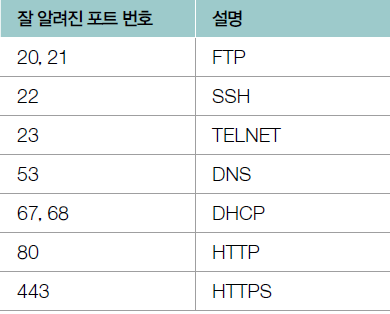 잘 알려진 포트 번호 설명
20, 21 FTP
22 SSH
23 TELNET
53 DNS
67, 68 DHCP
80 HTTP
443 HTTPS